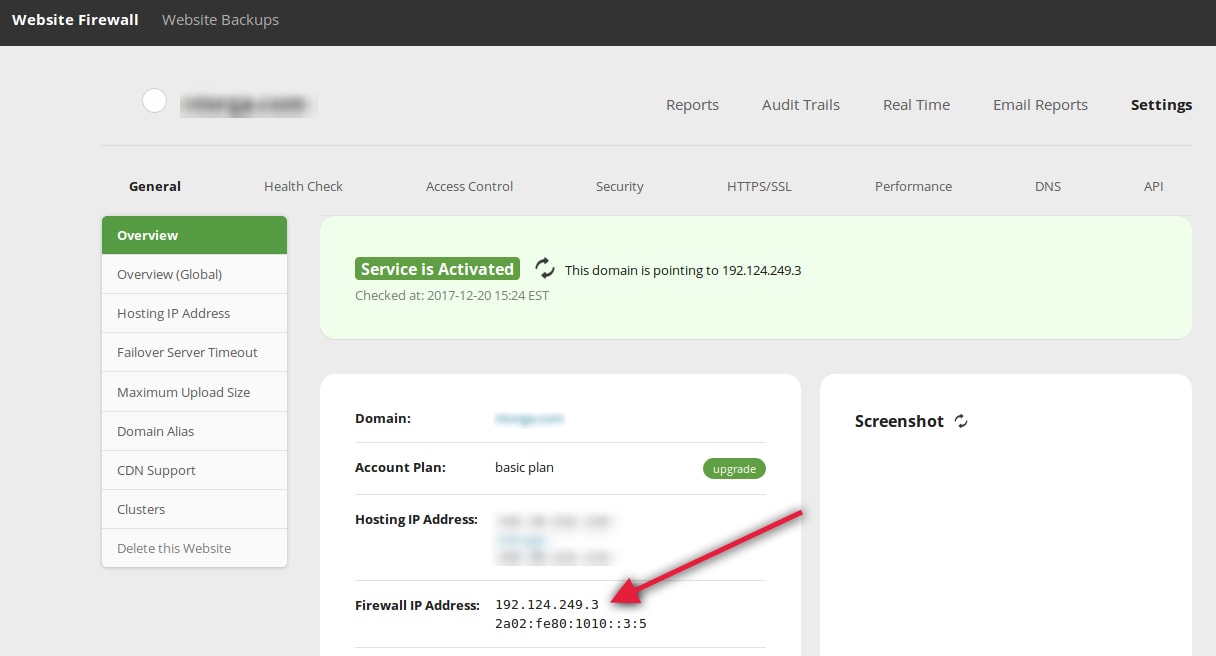 Website Firewall Website Backups
Reports Audit Trails Real Time Email Reports Settings
General Health Check Access Control Security HTTPS/SSL Performance DNS API
Overview
Overview (Global)
Hosting IP Address
Failover Server Timeout
Maximum Upload Size
Domain Alias
CDN Support
Clusters
Delete this Website
Service is Activated This domain is pointing to 192.124.249.3
Checked at: 2017-12-20 15:24 EST
Domain:
Account Plan: basic plan upgrade
Hosting IP Address:
Firewall IP Address: 192.124.249.3
2a02:fe80:1010::3:5
Screenshot